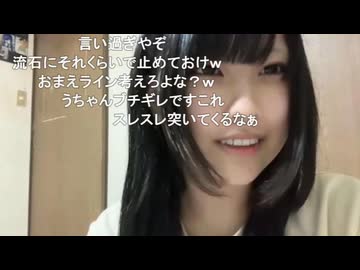 言い過ぎやぞ
流石にそれくらいで止めておけw
おまえライン考えろよな？w
うちゃんブチギレですこれ
スレスレ突いてくるなぁ